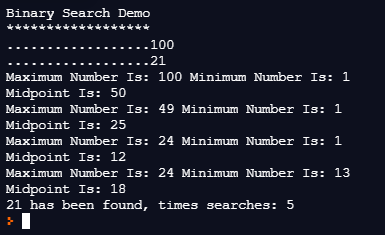 Binary Search Demo
******************
..................100
..................21
Maximum Number Is: 100 Minimum Number Is: 1
Midpoint Is: 50
Maximum Number Is: 49 Minimum Number Is: 1
Midpoint Is: 25
Maximum Number Is: 24 Minimum Number Is: 1
Midpoint Is: 12
Maximum Number Is: 24 Minimum Number Is: 13
Midpoint Is: 18
21 has been found, times searches: 5
>